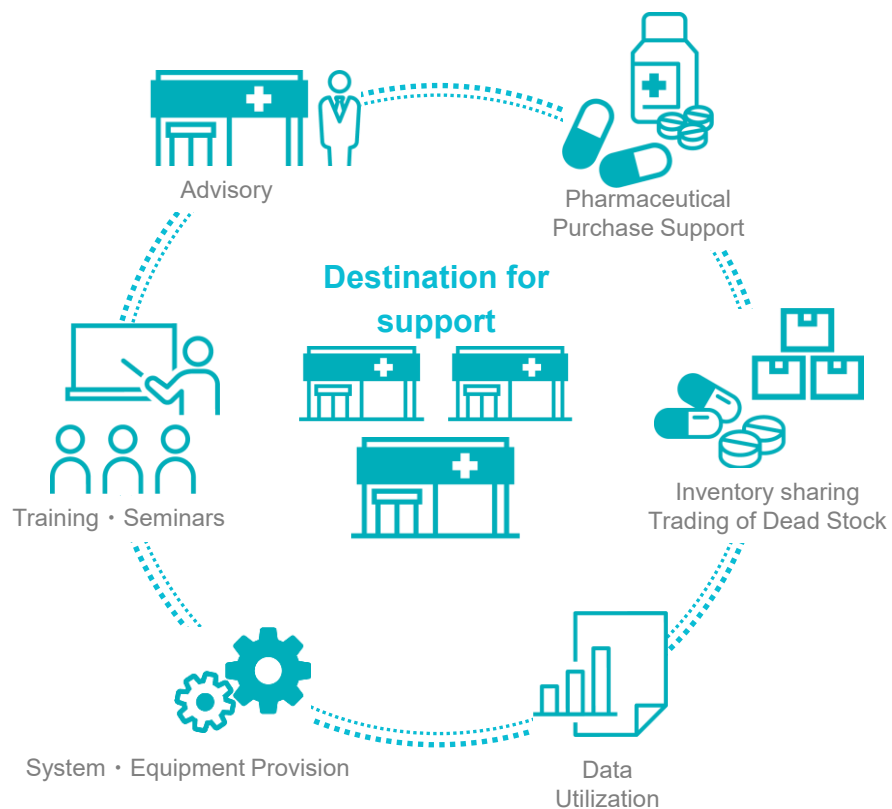 Advisory
Pharmaceutical
Purchase Support
Destination for
support
Inventory sharing
Trading of Dead Stock
Training・Seminars
System・Equipment Provision
Data
Utilization